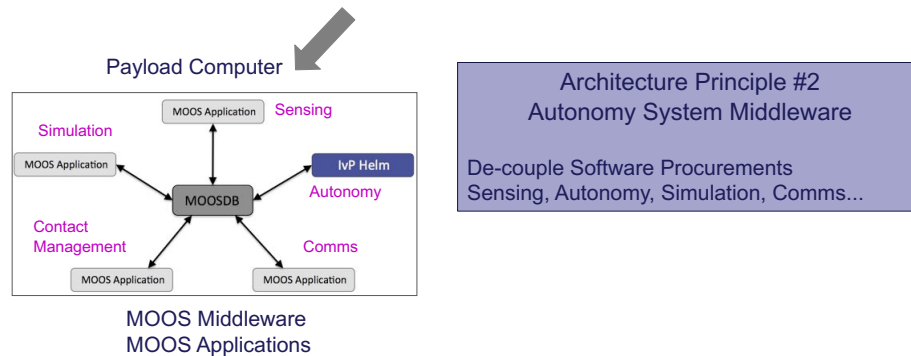 Payload Computer
MOOS Application
Sensing
Simulation
MOOS Application
IvP Helm
Autonomy
MOOSDB
Contact
Management
Comms
MOOS Application
MOOS Application
MOOS Middleware
MOOS Applications
Architecture Principle #2
Autonomy System Middleware
De-couple Software Procurements
Sensing, Autonomy, Simulation, Comms...